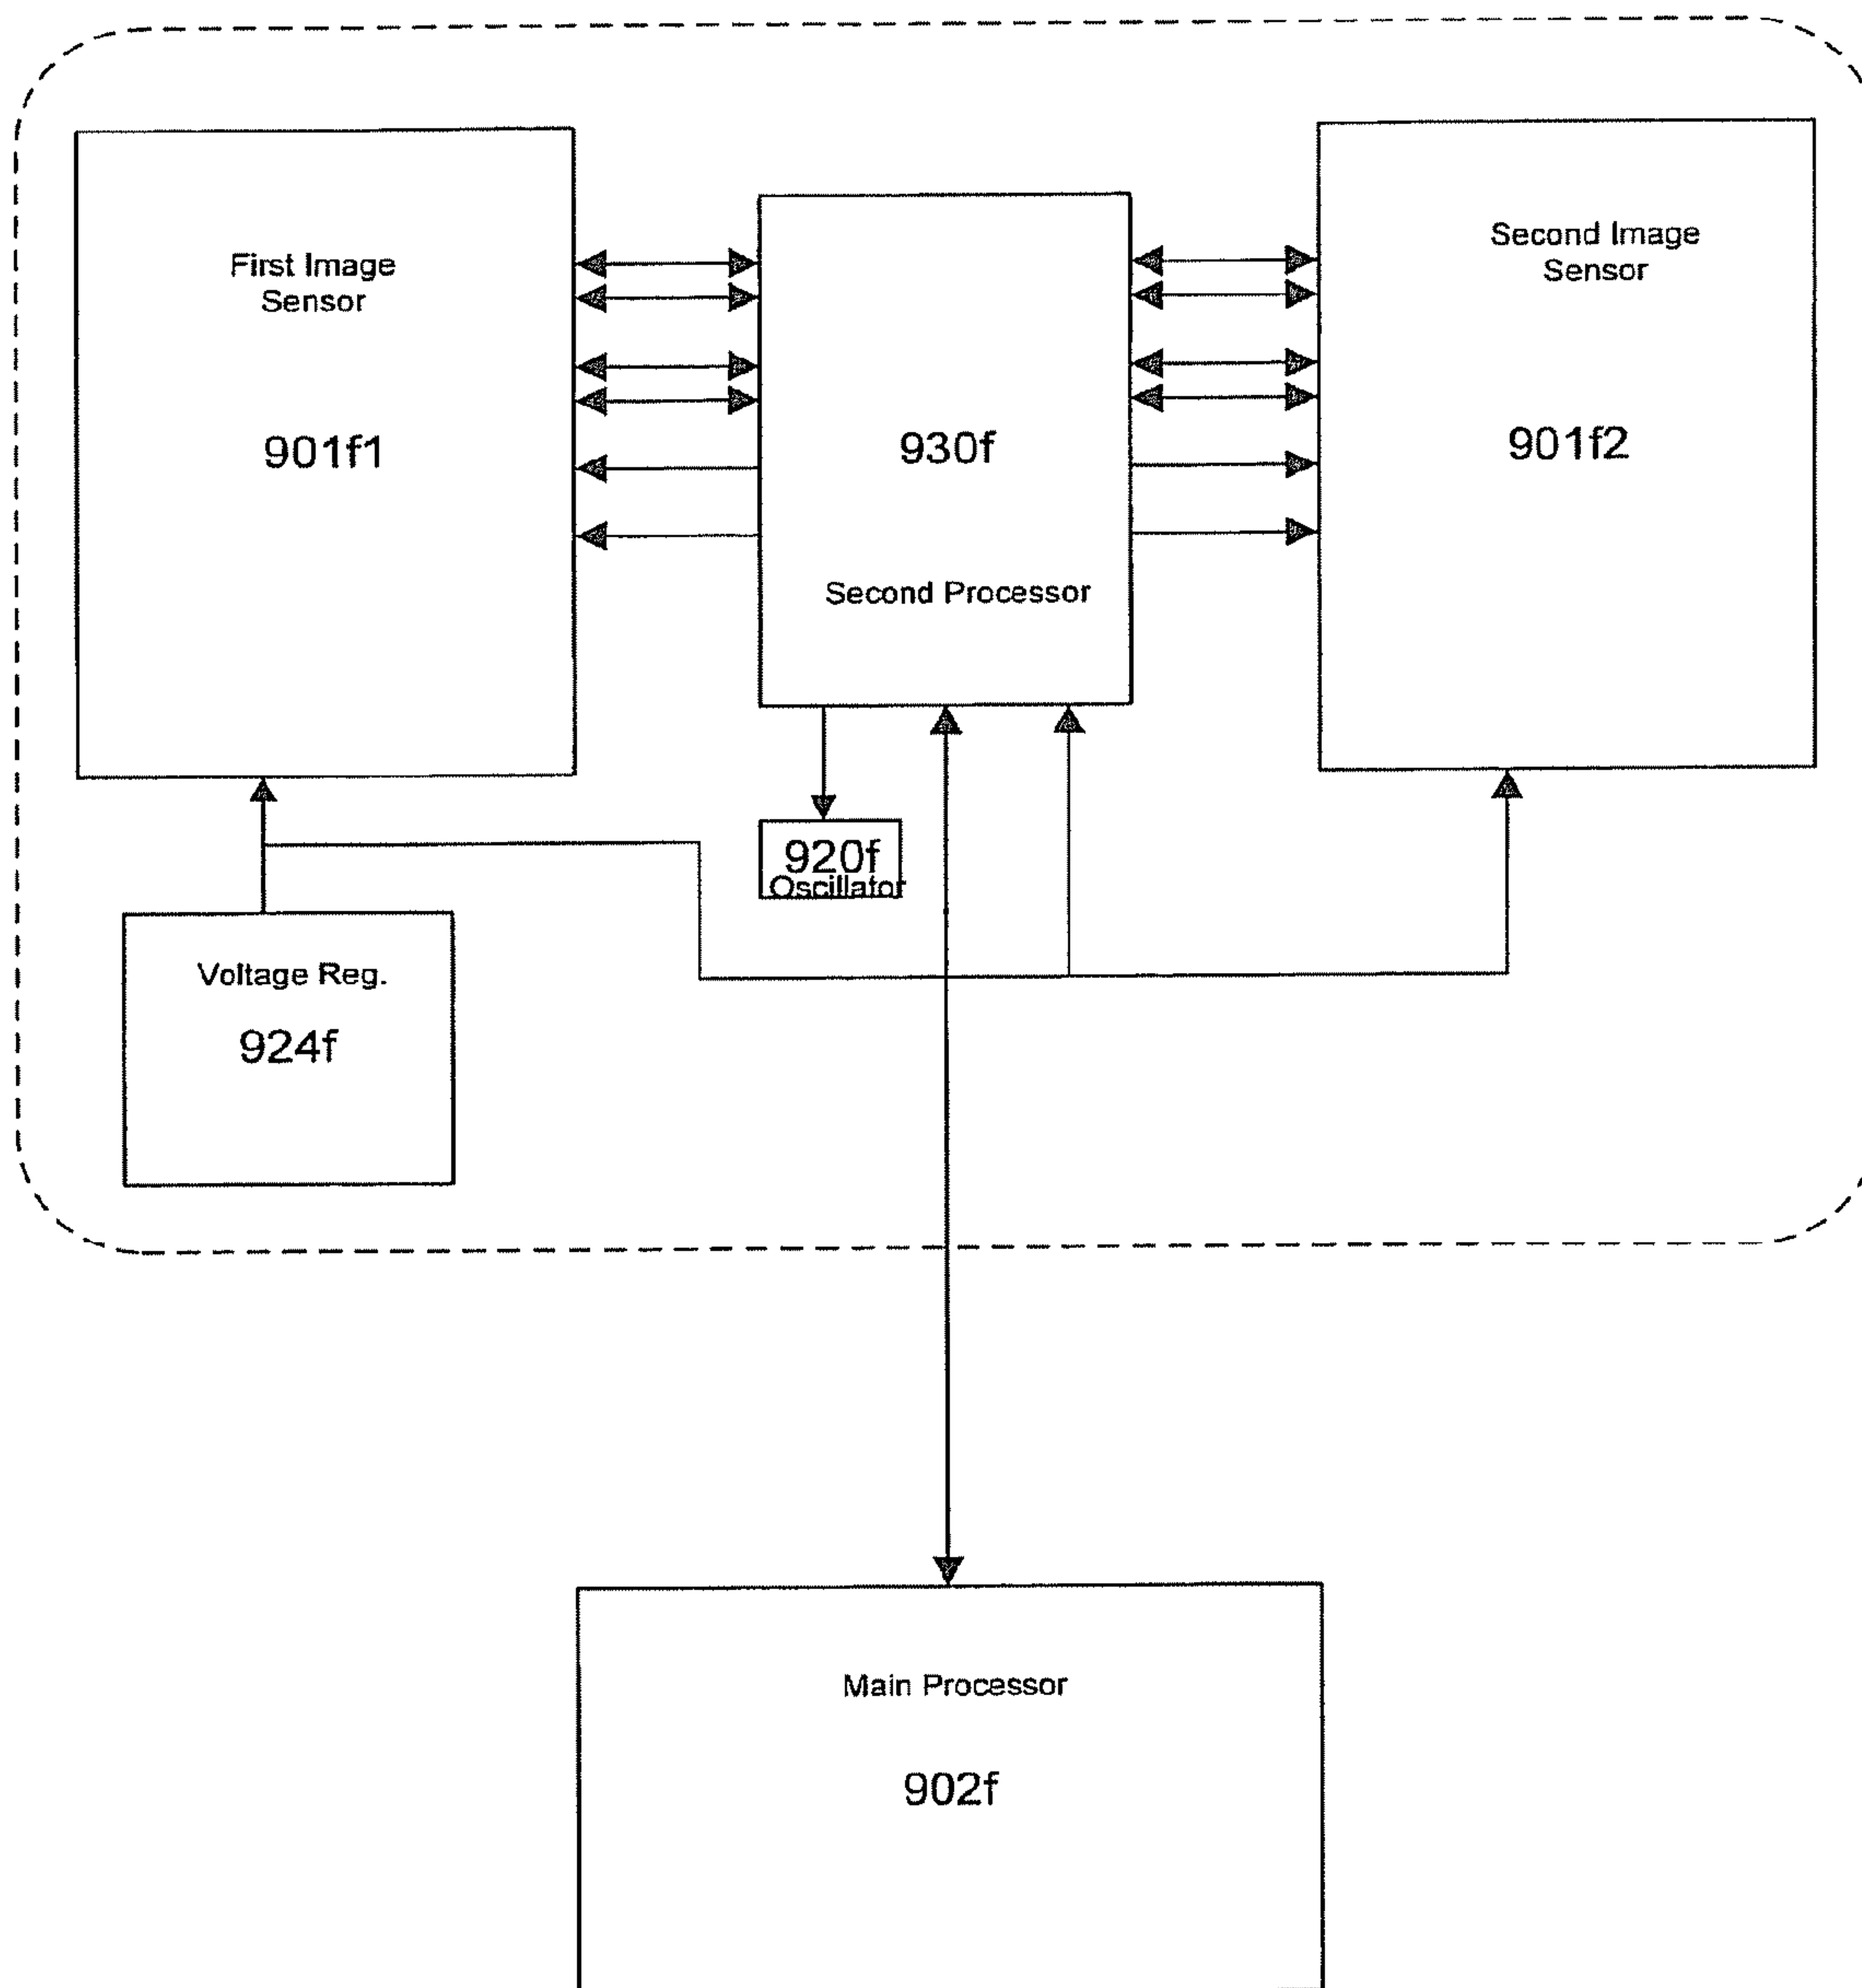 First Image
Sensor
901f1
930f
Second Processor
Second Image
Sensor
901f2
920f
Oscillator
Voltage Reg.
924f
Main Processor
902f